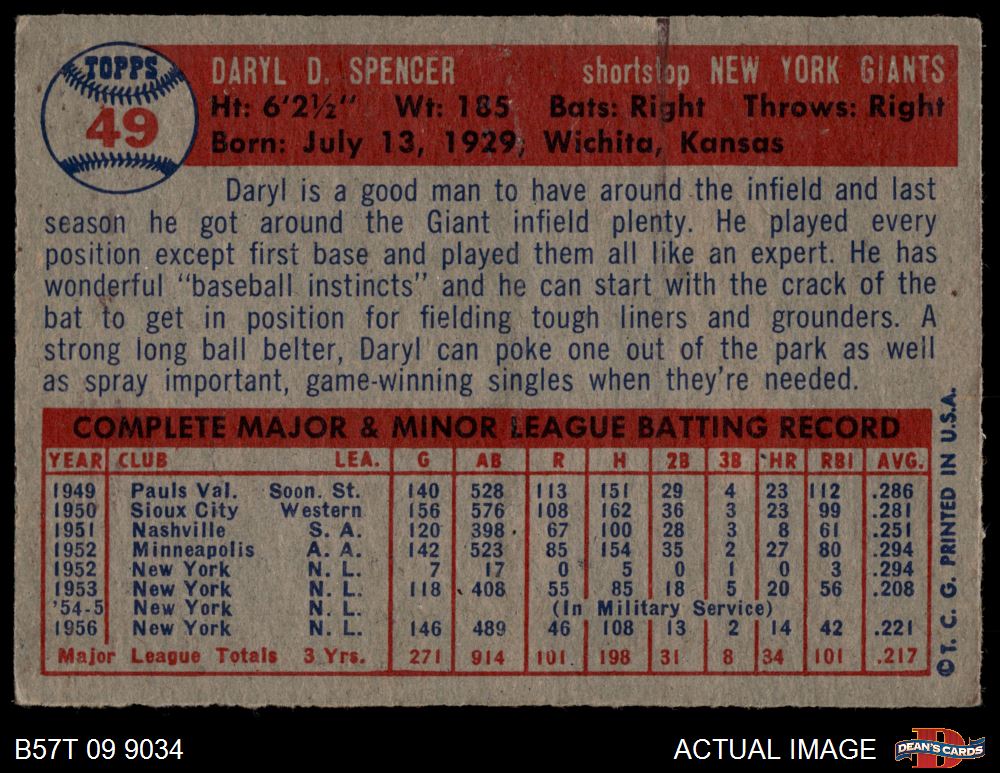 TOPPS
49
DARYL D. SPENCER shortstop NEW YORK GIANTS
Ht: 6'2½" Wt: 185 Bats: Right Throws: Right
Born: July 13, 1929, Wichita, Kansas
Daryl is a good man to have around the infield and last
season he got around the Giant infield plenty. He played every
position except first base and played them all like an expert. He has
wonderful "baseball instincts" and he can start with the crack of the
bat to get in position for fielding tough liners and grounders. A
strong long ball belter, Daryl can poke one out of the park as well
as spray important, game-winning singles when they're needed.
COMPLETE MAJOR & MINOR LEAGUE BATTING RECORD
YEAR CLUB LEA. G AB R H 2B 3B HR RBI AVG.
1949 Pauls Val. Soon. St. 140 528 113 151 29 4 23 112 .286
1950 Sioux City Western 156 576 108 162 36 3 23 99 .281
1951 Nashville S. A. 120 398 67 100 28 3 8 61 .251
1952 Minneapolis A. A. 142 523 85 154 35 2 27 80 .294
1952 New York N. L. 7 17 0 5 0 1 0 3 .294
1953 New York N. L. 118 408 55 85 18 5 20 56 .208
'54-5 New York N. L. (In Military Service)
1956 New York N. L. 146 489 46 108 13 2 14 42 .221
Major League Totals 3 Yrs. 271 914 101 198 31 8 34 101 .217
© T. C. G. PRINTED IN U.S.A.
B57T 09 9034 ACTUAL IMAGE
D
DEAN'S CARDS